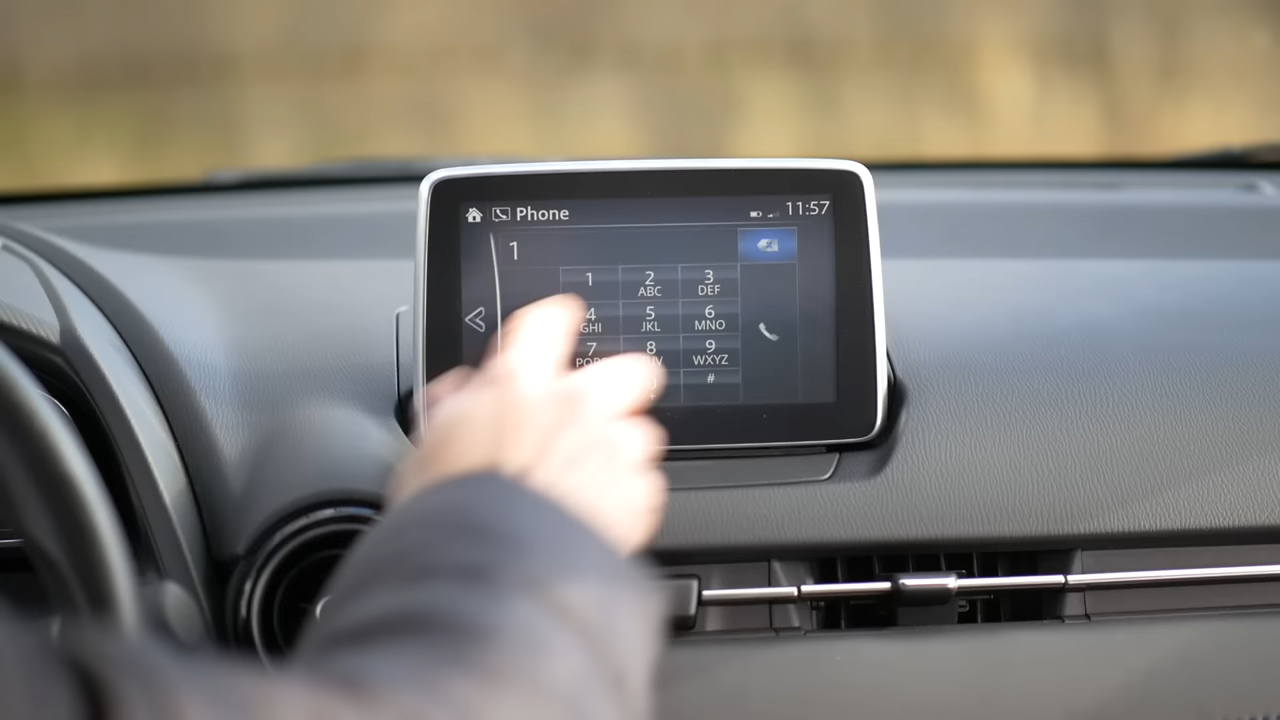 Phone 11:57
1
1 2 3
ABC DEF
4 5 6
GHI JKL MNO
7 8 9
WXYZ
#